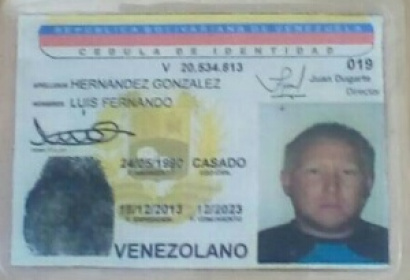 REPUBLICA BOLIVARIANA DE VENEZUELA
CEDULA DE IDENTIDAD
V 20.534.613 019
APELLIDOS HERNANDEZ GONZALEZ
NOMBRES LUIS FERNANDO
Juan Dugarte
Director
24/05/1990 CASADO
F. NACIMIENTO EDO. CIVIL
18/12/2013 12/2023
F. EXPEDICION F. VENCIMIENTO
VENEZOLANO